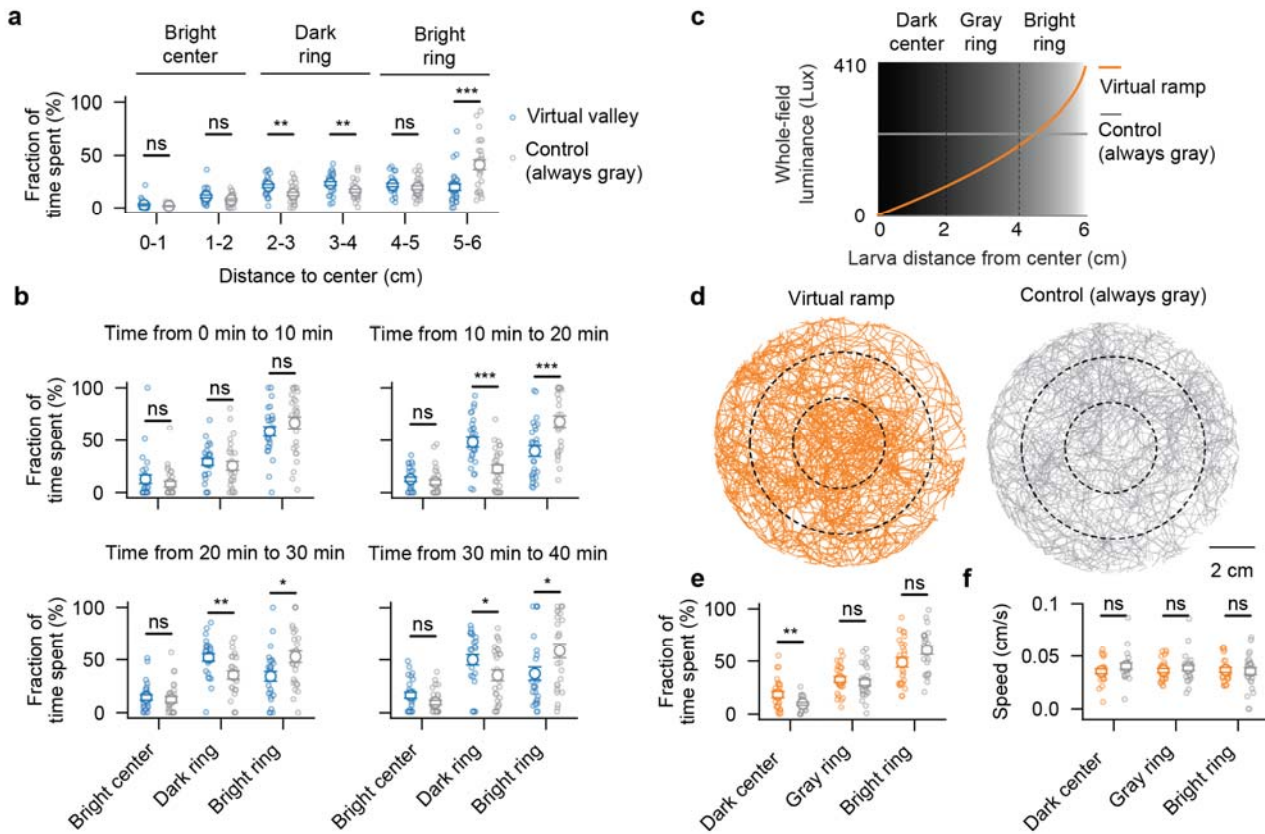 a
Bright center
Dark ring
Bright ring
Fraction of time spent (%)
100
50
0
ns
ns
**
**
ns
***
Virtual valley
Control (always gray)
0-1
1-2
2-3
3-4
4-5
5-6
Distance to center (cm)
b
Time from 0 min to 10 min
Fraction of time spent (%)
100
50
0
ns
ns
ns
Time from 10 min to 20 min
100
50
0
ns
***
***
Time from 20 min to 30 min
Fraction of time spent (%)
100
50
0
ns
**
*
Bright center
Dark ring
Bright ring
Time from 30 min to 40 min
100
50
0
ns
*
*
Bright center
Dark ring
Bright ring
c
Dark center
Gray ring
Bright ring
Whole-field luminance (Lux)
410
0
Virtual ramp
Control (always gray)
0
2
4
6
Larva distance from center (cm)
d
Virtual ramp
Control (always gray)
2 cm
e
Fraction of time spent (%)
100
50
0
**
ns
ns
Dark center
Gray ring
Bright ring
f
Speed (cm/s)
0.1
0.05
0.0
ns
ns
ns
Dark center
Gray ring
Bright ring